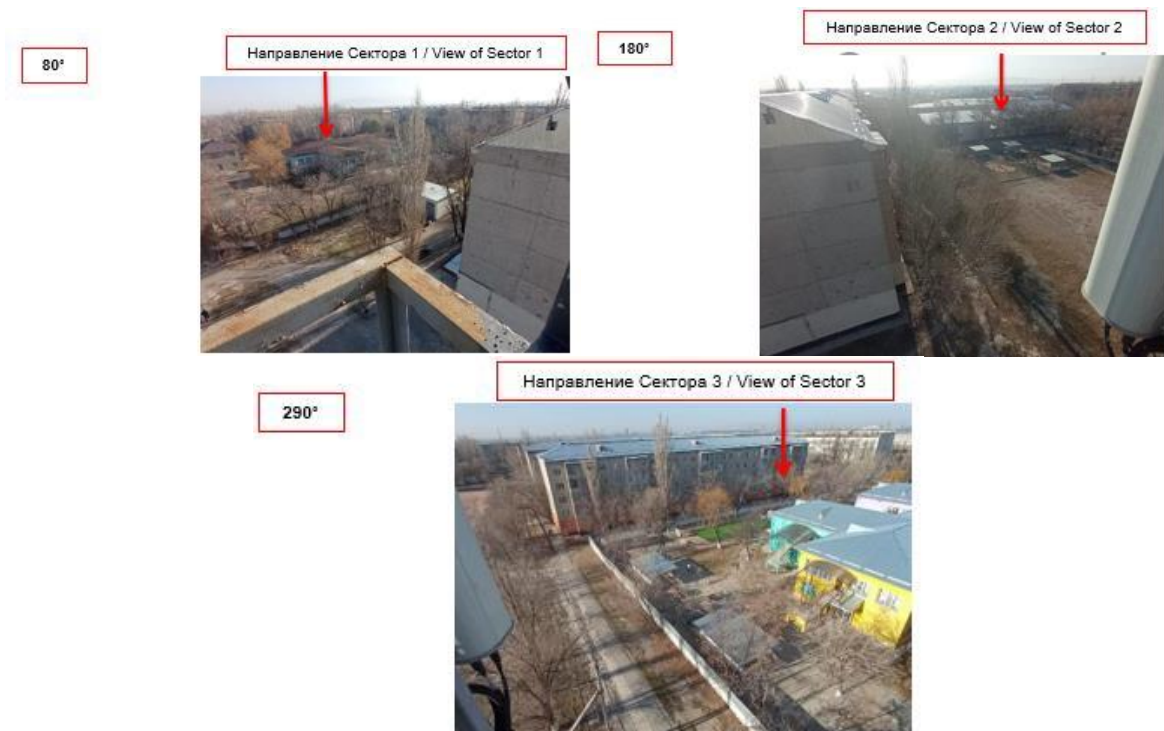 80°
Направление Сектора 1 / View of Sector 1
180°
Направление Сектора 2 / View of Sector 2
290°
Направление Сектора 3 / View of Sector 3